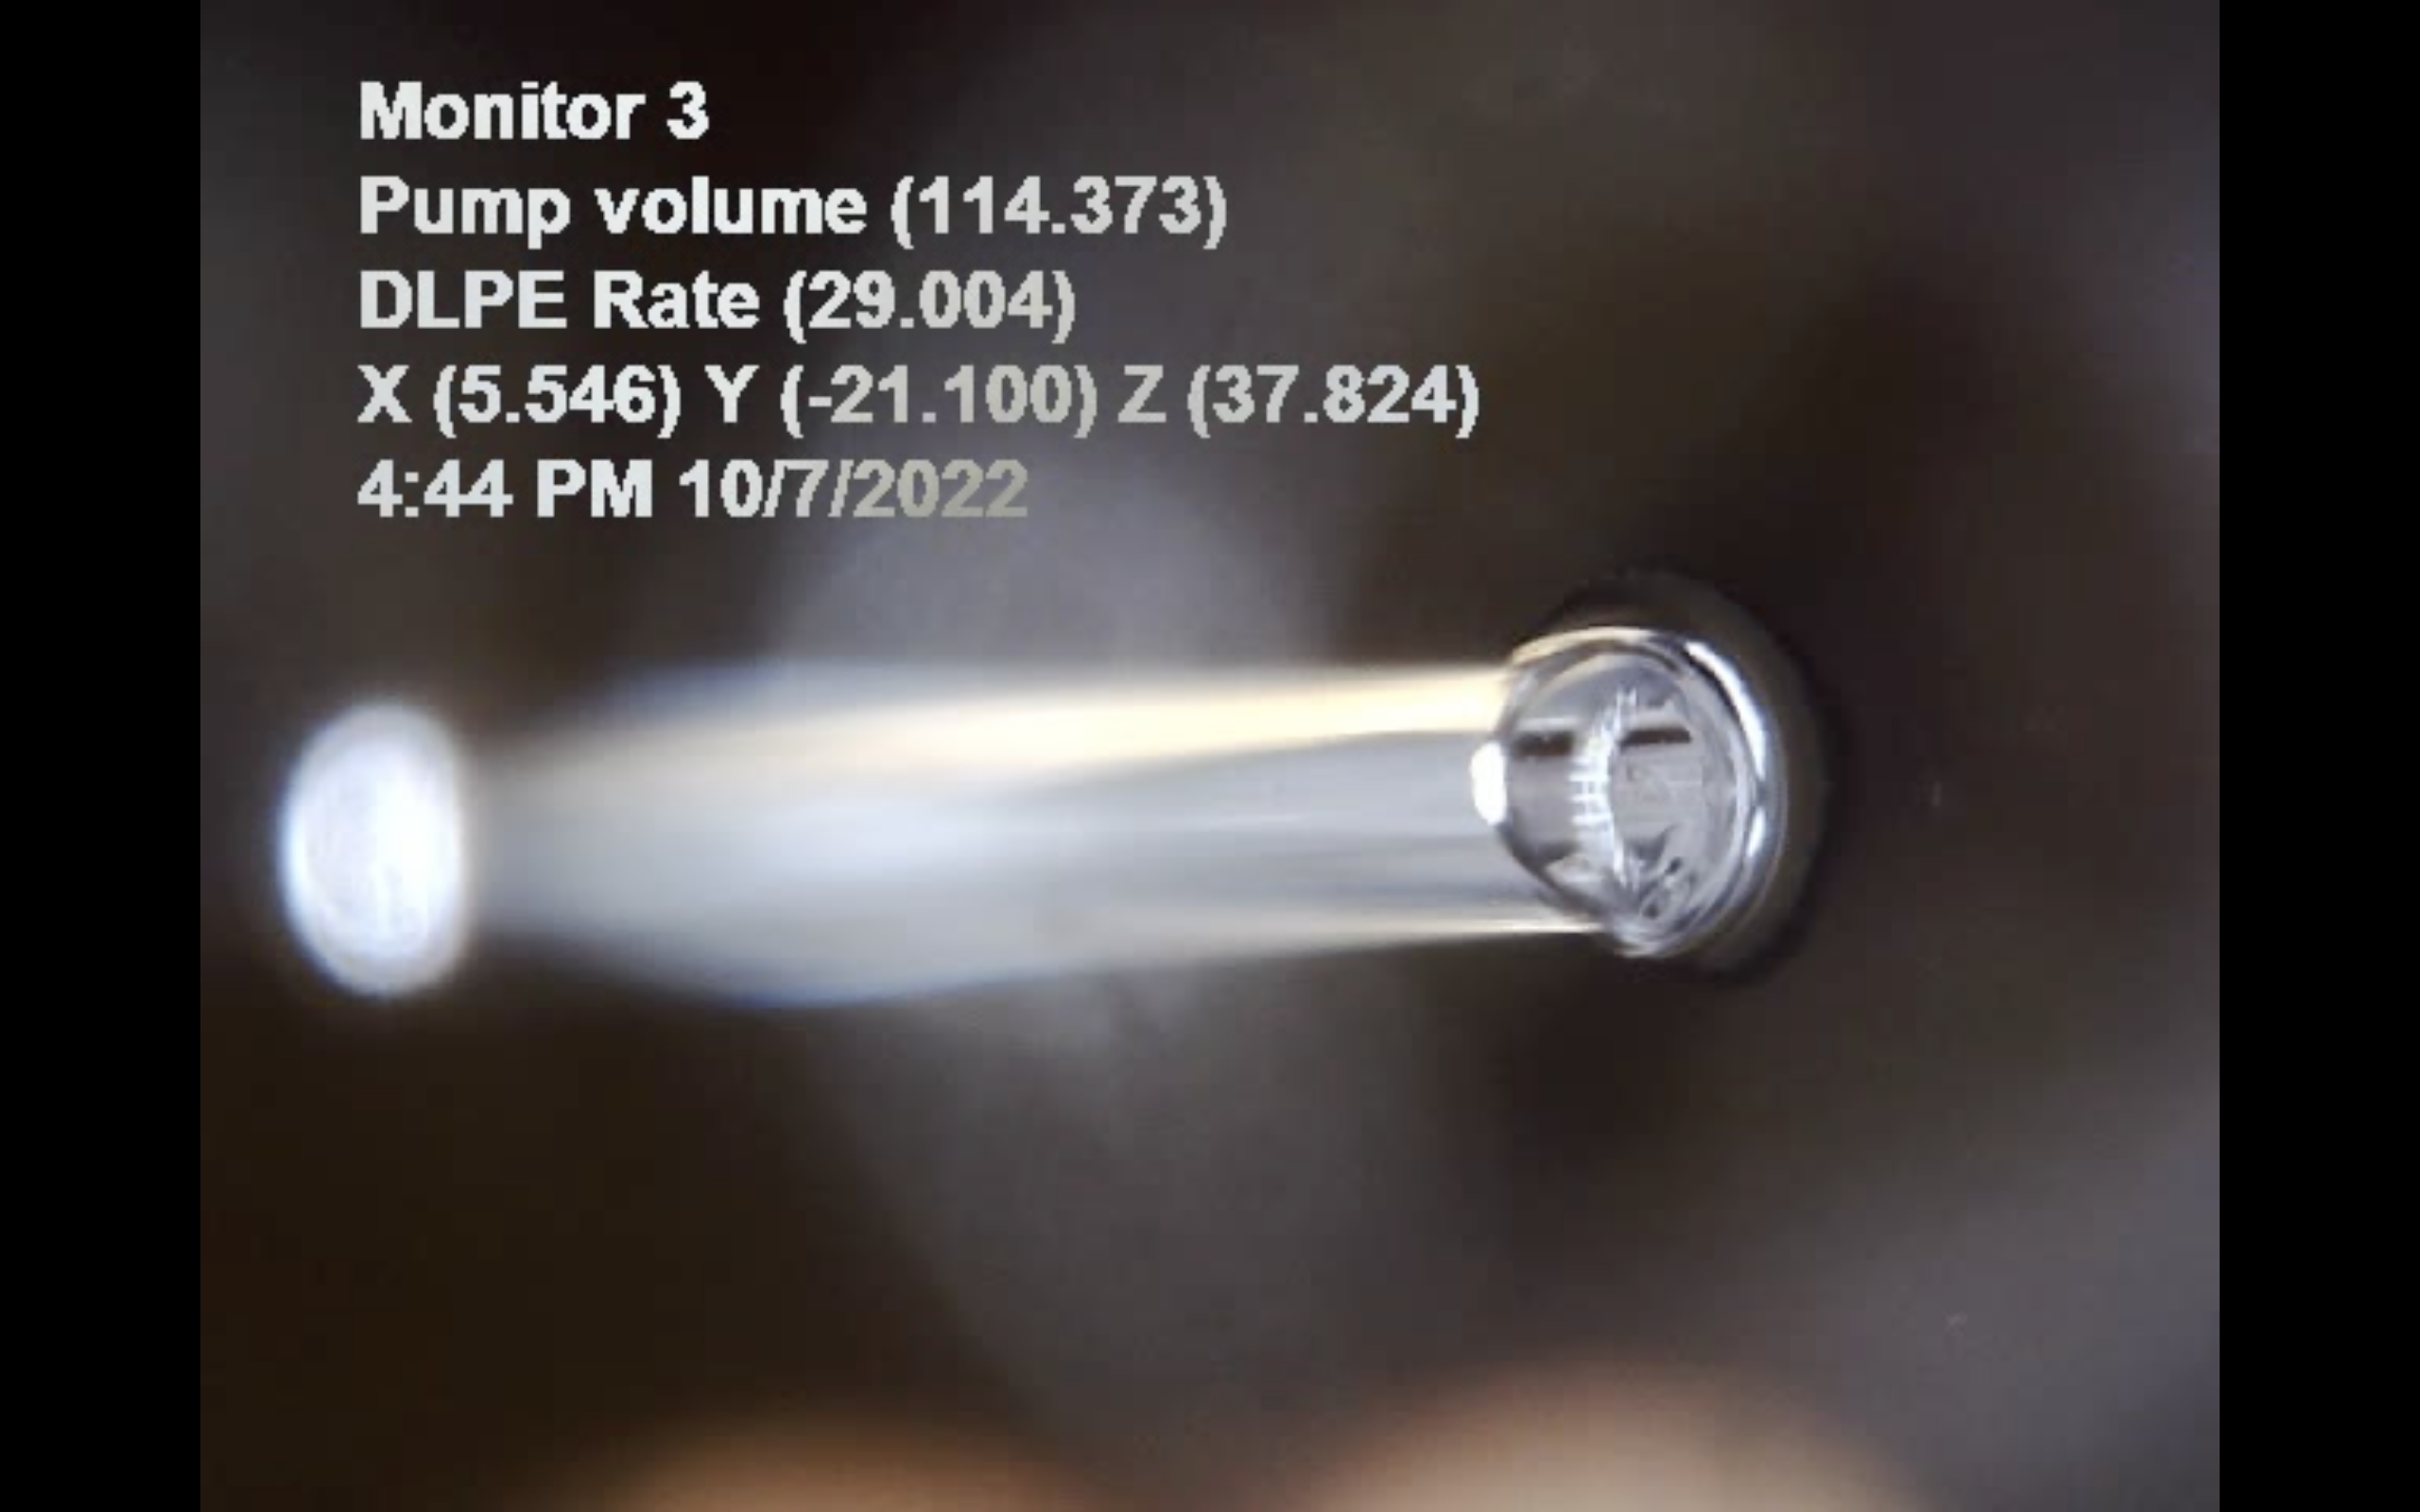 Monitor 3
Pump volume (114.373)
DLPE Rate (29.004)
X (5.546) Y (-21.100) Z (37.824)
4:44 PM 10/7/2022